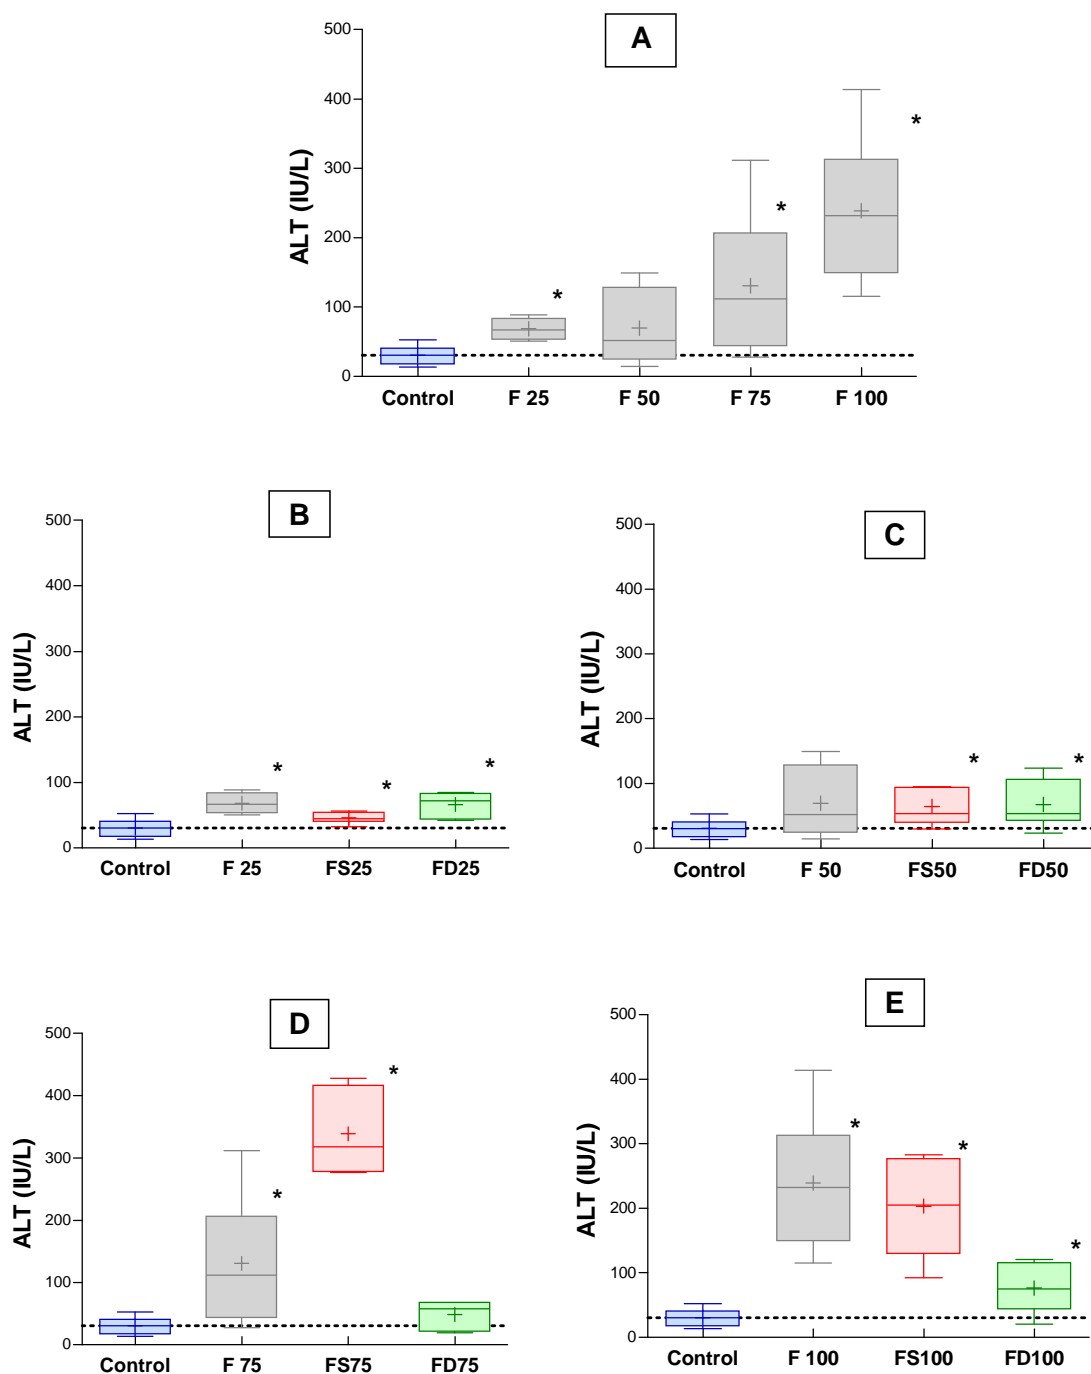 A
500
400
300
200
100
0
ALT (IU/L)
*
*
*
Control F 25 F 50 F 75 F 100
B
500
400
300
200
100
0
ALT (IU/L)
*
*
*
Control F 25 FS25 FD25
C
500
400
300
200
100
0
ALT (IU/L)
*
*
Control F 50 FS50 FD50
D
500
400
300
200
100
0
ALT (IU/L)
*
*
Control F 75 FS75 FD75
E
500
400
300
200
100
0
ALT (IU/L)
*
*
*
Control F 100 FS100 FD100